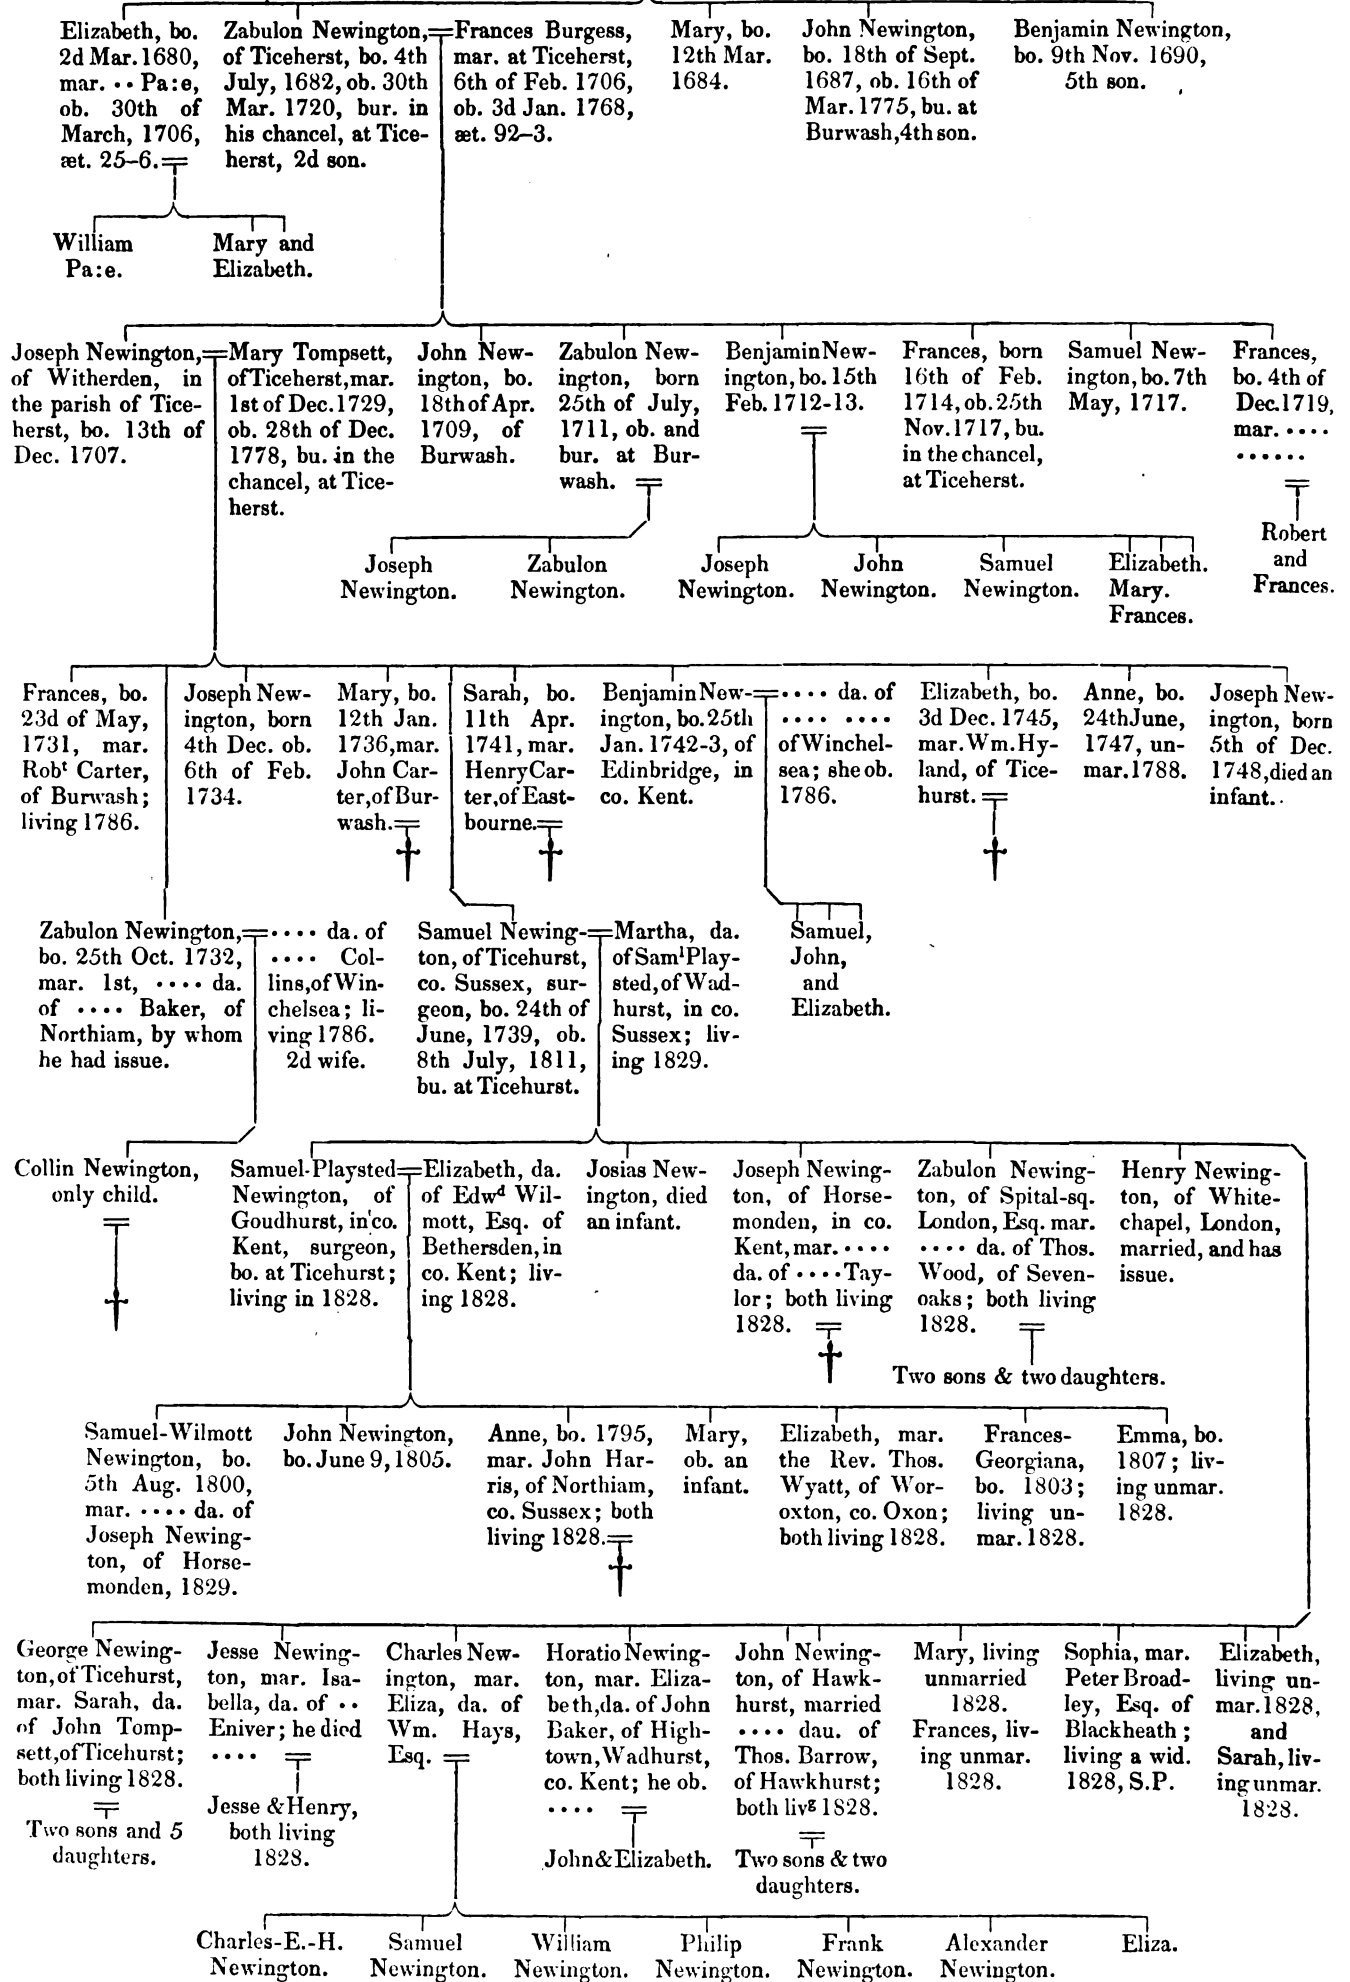 Elizabeth, bo.
2d Mar. 1680,
mar. ·· Pa:e,
ob. 30th of
March, 1706,
æt. 25–6.
Zabulon Newington,
of Ticeherst, bo. 4th
July, 1682, ob. 30th
Mar. 1720, bur. in
his chancel, at Tice-
herst, 2d son.
Frances Burgess,
mar. at Ticeherst,
6th of Feb. 1706,
ob. 3d Jan. 1768,
æt. 92–3.
Mary, bo.
12th Mar.
1684.
John Newington,
bo. 18th of Sept.
1687, ob. 16th of
Mar. 1775, bu. at
Burwash, 4th son.
Benjamin Newington,
bo. 9th Nov. 1690,
5th son.
William
Pa:e.
Mary and
Elizabeth.
Joseph Newington,
of Witherden, in
the parish of Tice-
herst, bo. 13th of
Dec. 1707.
Mary Tompsett,
of Ticeherst, mar.
1st of Dec. 1729,
ob. 28th of Dec.
1778, bu. in the
chancel, at Tice-
herst.
John New-
ington, bo.
18th of Apr.
1709, of
Burwash.
Zabulon New-
ington, born
25th of July,
1711, ob. and
bur. at Bur-
wash.
Benjamin New-
ington, bo. 15th
Feb. 1712-13.
Frances, born
16th of Feb.
1714, ob. 25th
Nov. 1717, bu.
in the chancel,
at Ticeherst.
Samuel New-
ington, bo. 7th
May, 1717.
Frances,
bo. 4th of
Dec. 1719,
mar. ····
······
Joseph
Newington.
Zabulon
Newington.
Joseph
Newington.
John
Newington.
Samuel
Newington.
Elizabeth.
Mary.
Frances.
Robert
and
Frances.
Frances, bo.
23d of May,
1731, mar.
Robt Carter,
of Burwash;
living 1786.
Joseph New-
ington, born
4th Dec. ob.
6th of Feb.
1734.
Mary, bo.
12th Jan.
1736, mar.
John Car-
ter, of Bur-
wash.
Sarah, bo.
11th Apr.
1741, mar.
Henry Car-
ter, of East-
bourne.
Benjamin New-
ington, bo. 25th
Jan. 1742-3, of
Edinbridge, in
co. Kent.
···· da. of
···· ····
of Winchel-
sea; she ob.
1786.
Elizabeth, bo.
3d Dec. 1745,
mar. Wm. Hy-
land, of Tice-
hurst.
Anne, bo.
24th June,
1747, un-
mar. 1788.
Joseph New-
ington, born
5th of Dec.
1748, died an
infant.
Zabulon Newington,
bo. 25th Oct. 1732,
mar. 1st, ···· da.
of ···· Baker, of
Northiam, by whom
he had issue.
···· da. of
···· Col-
lins, of Win-
chelsea; li-
ving 1786.
2d wife.
Samuel Newing-
ton, of Ticehurst,
co. Sussex, sur-
geon, bo. 24th of
June, 1739, ob.
8th July, 1811,
bu. at Ticehurst.
Martha, da.
of Saml Play-
sted, of Wad-
hurst, in co.
Sussex; liv-
ing 1829.
Samuel,
John,
and
Elizabeth.
Collin Newington,
only child.
Samuel-Playsted
Newington, of
Goudhurst, in co.
Kent, surgeon,
bo. at Ticehurst;
living in 1828.
Elizabeth, da.
of Edwd Wil-
mott, Esq. of
Bethersden, in
co. Kent; liv-
ing 1828.
Josias New-
ington, died
an infant.
Joseph Newing-
ton, of Horse-
monden, in co.
Kent, mar. ····
da. of ···· Tay-
lor; both living
1828.
Zabulon Newing-
ton, of Spital-sq.
London, Esq. mar.
···· da. of Thos.
Wood, of Seven-
oaks; both living
1828.
Two sons & two daughters.
Henry Newing-
ton, of White-
chapel, London,
married, and has
issue.
Samuel-Wilmott
Newington, bo.
5th Aug. 1800,
mar. ···· da. of
Joseph Newing-
ton, of Horse-
monden, 1829.
John Newington,
bo. June 9, 1805.
Anne, bo. 1795,
mar. John Har-
ris, of Northiam,
co. Sussex; both
living 1828.
Mary,
ob. an
infant.
Elizabeth, mar.
the Rev. Thos.
Wyatt, of Wor-
oxton, co. Oxon;
both living 1828.
Frances-
Georgiana,
bo. 1803;
living un-
mar. 1828.
Emma, bo.
1807; liv-
ing unmar.
1828.
George Newing-
ton, of Ticehurst,
mar. Sarah, da.
of John Tomp-
sett, of Ticehurst;
both living 1828.
Two sons and 5
daughters.
Jesse Newing-
ton, mar. Isa-
bella, da. of ··
Eniver; he died
····
Jesse & Henry,
both living
1828.
Charles New-
ington, mar.
Eliza, da. of
Wm. Hays,
Esq.
Horatio Newing-
ton, mar. Eliza-
beth, da. of John
Baker, of High-
town, Wadhurst,
co. Kent; he ob.
····
John & Elizabeth.
John Newing-
ton, of Hawk-
hurst, married
···· dau. of
Thos. Barrow,
of Hawkhurst;
both livg 1828.
Two sons & two
daughters.
Mary, living
unmarried
1828.
Frances, liv-
ing unmar.
1828.
Sophia, mar.
Peter Broad-
ley, Esq. of
Blackheath;
living a wid.
1828, S.P.
Elizabeth,
living un-
mar. 1828,
and
Sarah, liv-
ing unmar.
1828.
Charles-E.-H.
Newington.
Samuel
Newington.
William
Newington.
Philip
Newington.
Frank
Newington.
Alexander
Newington.
Eliza.